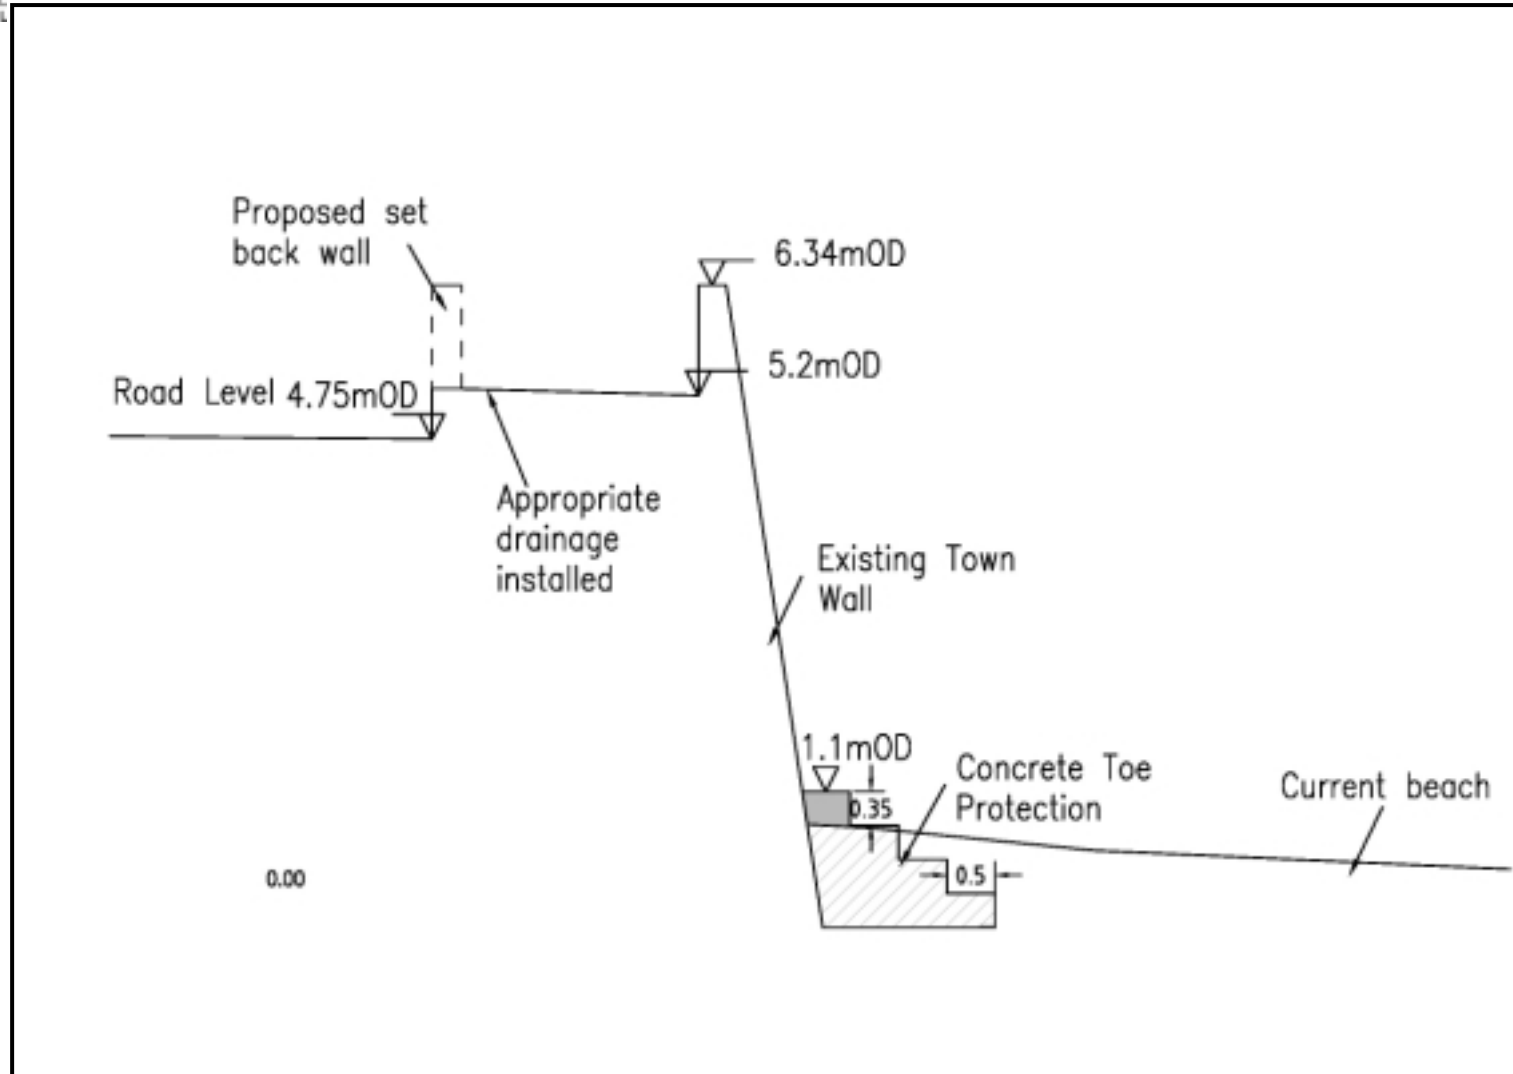 Proposed set
back wall
6.34mOD
5.2mOD
Road Level 4.75mOD
Appropriate
drainage
installed
Existing Town
Wall
1.1mOD
Concrete Toe
Protection
0.35
Current beach
0.5
0.00